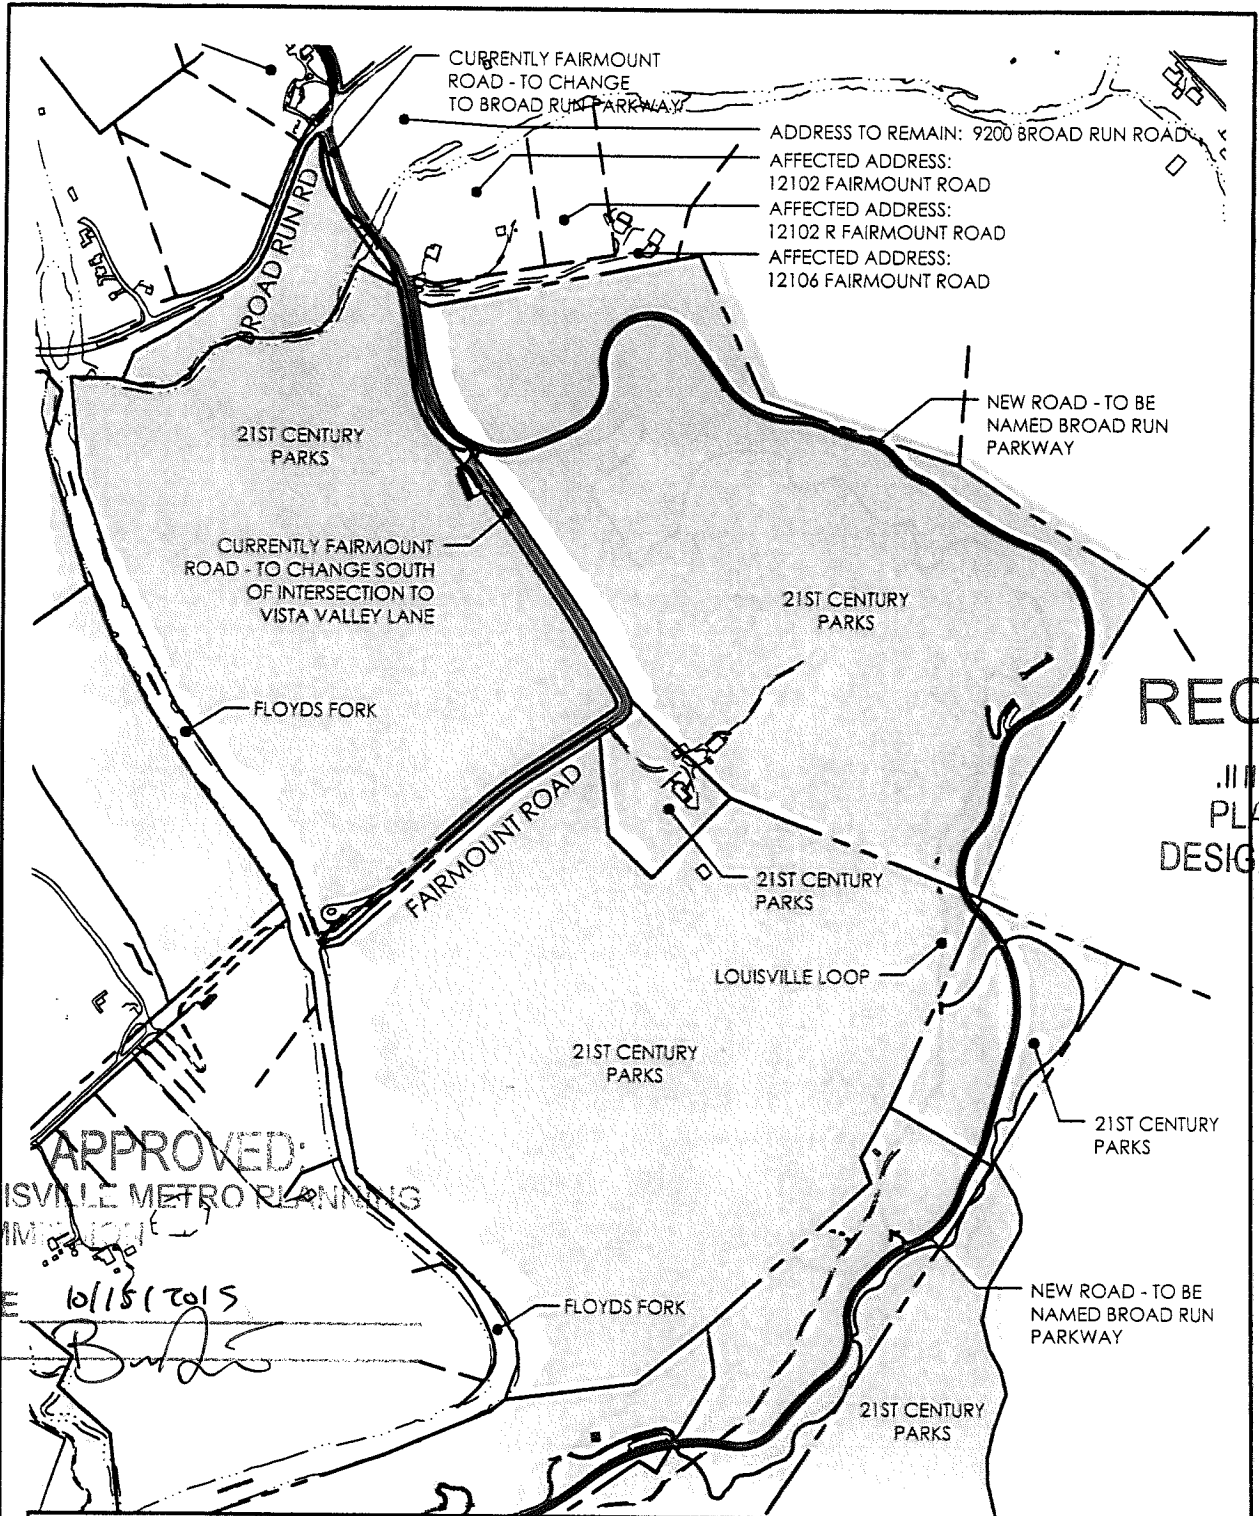 CURRENTLY FAIRMOUNT
ROAD - TO CHANGE
TO BROAD RUN PARKWAY
ADDRESS TO REMAIN: 9200 BROAD RUN ROAD
AFFECTED ADDRESS:
12102 FAIRMOUNT ROAD
AFFECTED ADDRESS:
12102 R FAIRMOUNT ROAD
AFFECTED ADDRESS:
12106 FAIRMOUNT ROAD
BROAD RUN RD
NEW ROAD - TO BE
NAMED BROAD RUN
PARKWAY
21ST CENTURY
PARKS
CURRENTLY FAIRMOUNT
ROAD - TO CHANGE SOUTH
OF INTERSECTION TO
VISTA VALLEY LANE
21ST CENTURY
PARKS
FLOYDS FORK
REC
PLA
DESIG
FAIRMOUNT ROAD
21ST CENTURY
PARKS
LOUISVILLE LOOP
21ST CENTURY
PARKS
21ST CENTURY
PARKS
APPROVED:
ISVILLE METRO PLANNING
E 10/15/2015
FLOYDS FORK
NEW ROAD - TO BE
NAMED BROAD RUN
PARKWAY
21ST CENTURY
PARKS